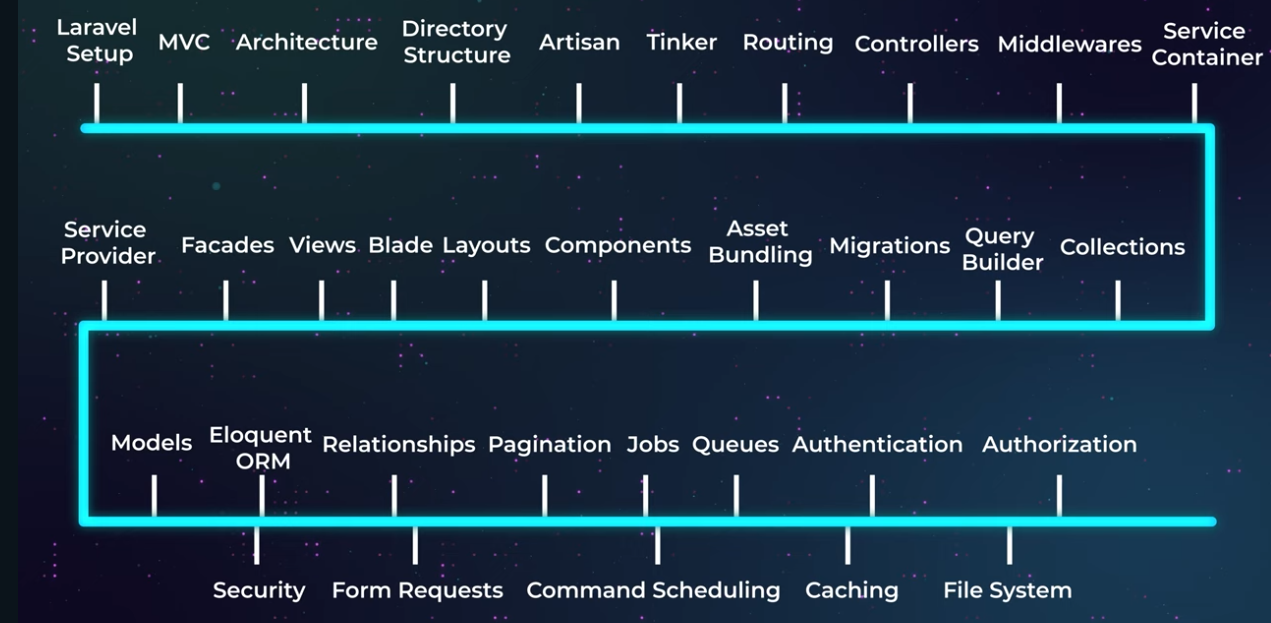 Laravel Setup
MVC
Architecture
Directory Structure
Artisan
Tinker
Routing
Controllers
Middlewares
Service Container
Service Provider
Facades
Views
Blade
Layouts
Components
Asset Bundling
Migrations
Query Builder
Collections
Models
Eloquent ORM
Relationships
Pagination
Jobs
Queues
Authentication
Authorization
Security
Form Requests
Command Scheduling
Caching
File System